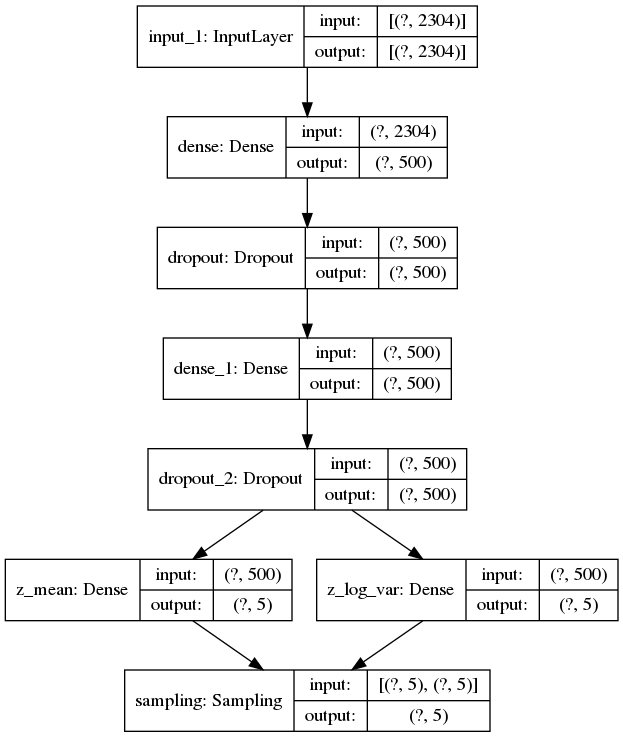 input_1: InputLayer
input: [(?, 2304)]
output: [(?, 2304)]
dense: Dense
input: (?, 2304)
output: (?, 500)
dropout: Dropout
input: (?, 500)
output: (?, 500)
dense_1: Dense
input: (?, 500)
output: (?, 500)
dropout_2: Dropout
input: (?, 500)
output: (?, 500)
z_mean: Dense
input: (?, 500)
output: (?, 5)
z_log_var: Dense
input: (?, 500)
output: (?, 5)
sampling: Sampling
input: [(?, 5), (?, 5)]
output: (?, 5)